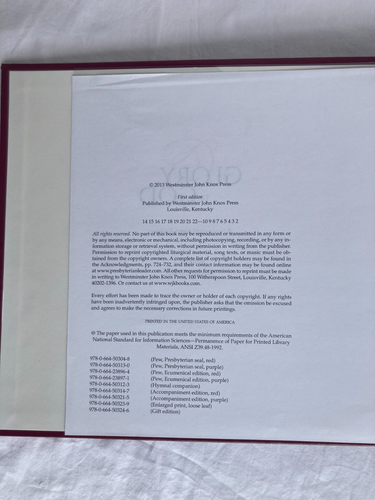 © 2013 Westminster John Knox Press
First edition
Published by Westminster John Knox Press
Louisville, Kentucky
14 15 16 17 18 19 20 21 22—10 9 8 7 6 5 4 3 2
All rights reserved. No part of this book may be reproduced or transmitted in any form or
by any means, electronic or mechanical, including photocopying, recording, or by any in-
formation storage or retrieval system, without permission in writing from the publisher.
Permission to reprint copyrighted liturgical material, song texts, or music must be ob-
tained from the copyright owners. A complete list of copyright holders may be found in
the Acknowledgments, pp. 724–732, and their contact information may be found online
at www.presbyterianleader.com. All other requests for permission to reprint must be made
in writing to Westminster John Knox Press, 100 Witherspoon Street, Louisville, Kentucky
40202-1396. Or contact us at www.wjkbooks.com.
Every effort has been made to trace the owner or holder of each copyright. If any rights
have been inadvertently infringed upon, the publisher asks that the omission be excused
and agrees to make the necessary corrections in future printings.
PRINTED IN THE UNITED STATES OF AMERICA
The paper used in this publication meets the minimum requirements of the American
National Standard for Information Sciences—Permanence of Paper for Printed Library
Materials, ANSI Z39.48-1992.
978-0-664-50304-8 (Pew, Presbyterian seal, red)
978-0-664-50313-0 (Pew, Presbyterian seal, purple)
978-0-664-23896-4 (Pew, Ecumenical edition, red)
978-0-664-23897-1 (Pew, Ecumenical edition, purple)
978-0-664-50312-3 (Hymnal companion)
978-0-664-50314-7 (Accompaniment edition, red)
978-0-664-50321-5 (Accompaniment edition, purple)
978-0-664-50323-9 (Enlarged print, loose leaf)
978-0-664-50324-6 (Gift edition)